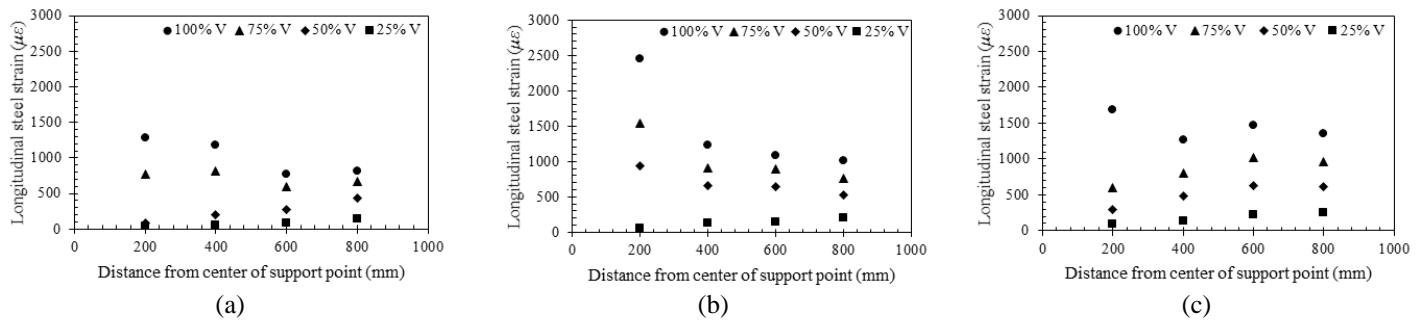 3000
2500
2000
1500
1000
500
0
Longitudinal steel strain (με)
100% V 75% V 50% V 25% V
0 200 400 600 800 1000
Distance from center of support point (mm)
(a)
3000
2500
2000
1500
1000
500
0
Longitudinal steel strain (με)
100% V 75% V 50% V 25% V
0 200 400 600 800 1000
Distance from center of support point (mm)
(b)
3000
2500
2000
1500
1000
500
0
Longitudinal steel strain (με)
100% V 75% V 50% V 25% V
0 200 400 600 800 1000
Distance from center of support point (mm)
(c)